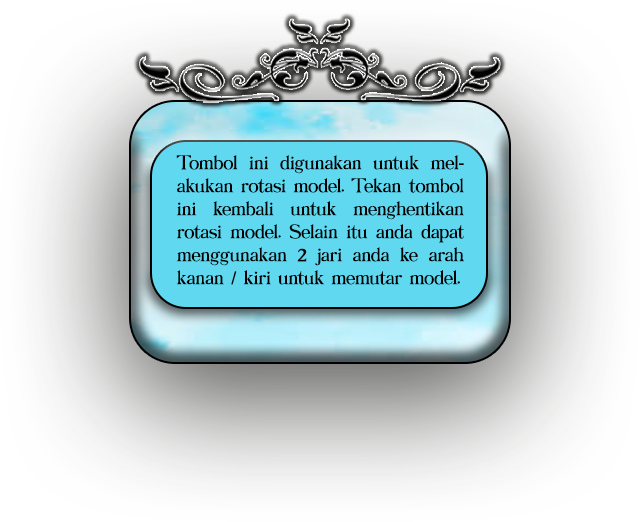 Tombol ini digunakan untuk mel-
akukan rotasi model. Tekan tombol
ini kembali untuk menghentikan
rotasi model. Selain itu anda dapat
menggunakan 2 jari anda ke arah
kanan / kiri untuk memutar model.